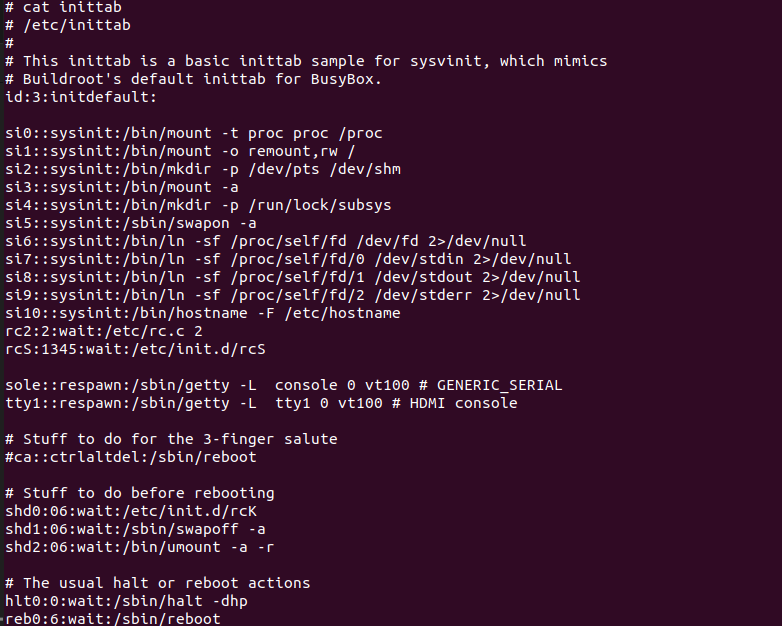 # cat inittab
# /etc/inittab
#
# This inittab is a basic inittab sample for sysvinit, which mimics
# Buildroot's default inittab for BusyBox.
id:3:initdefault:

si0::sysinit:/bin/mount -t proc proc /proc
si1::sysinit:/bin/mount -o remount,rw /
si2::sysinit:/bin/mkdir -p /dev/pts /dev/shm
si3::sysinit:/bin/mount -a
si4::sysinit:/bin/mkdir -p /run/lock/subsys
si5::sysinit:/sbin/swapon -a
si6::sysinit:/bin/ln -sf /proc/self/fd /dev/fd 2>/dev/null
si7::sysinit:/bin/ln -sf /proc/self/fd/0 /dev/stdin 2>/dev/null
si8::sysinit:/bin/ln -sf /proc/self/fd/1 /dev/stdout 2>/dev/null
si9::sysinit:/bin/ln -sf /proc/self/fd/2 /dev/stderr 2>/dev/null
si10::sysinit:/bin/hostname -F /etc/hostname
rc2:2:wait:/etc/rc.c 2
rcS:1345:wait:/etc/init.d/rcS

sole::respawn:/sbin/getty -L  console 0 vt100 # GENERIC_SERIAL
tty1::respawn:/sbin/getty -L  tty1 0 vt100 # HDMI console

# Stuff to do for the 3-finger salute
#ca::ctrlaltdel:/sbin/reboot

# Stuff to do before rebooting
shd0:06:wait:/etc/init.d/rcK
shd1:06:wait:/sbin/swapoff -a
shd2:06:wait:/bin/umount -a -r

# The usual halt or reboot actions
hlt0:0:wait:/sbin/halt -dhp
reb0:6:wait:/sbin/reboot